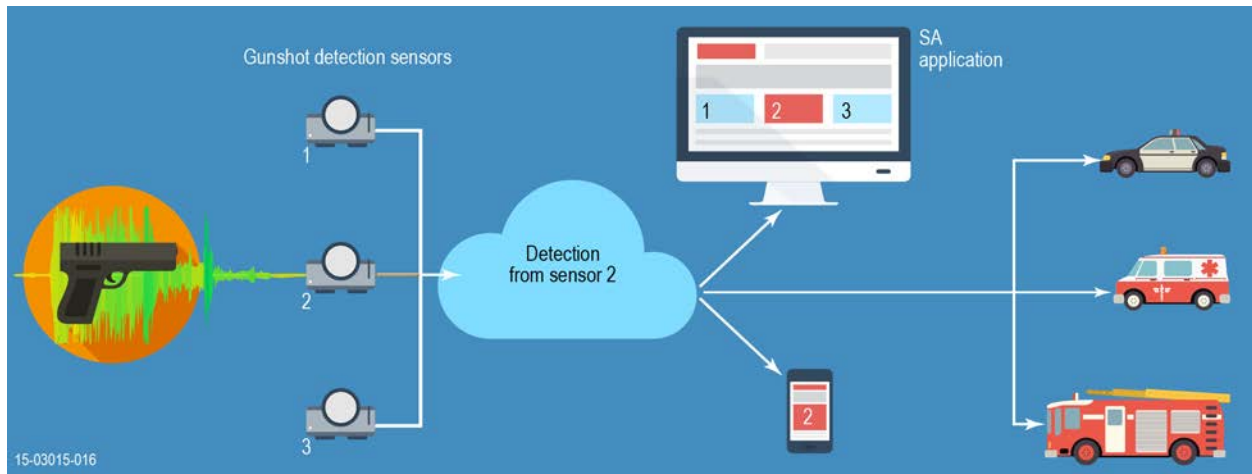 Gunshot detection sensors
1
2
3
Detection
from sensor 2
SA
application
1 2 3
2
15-03015-016